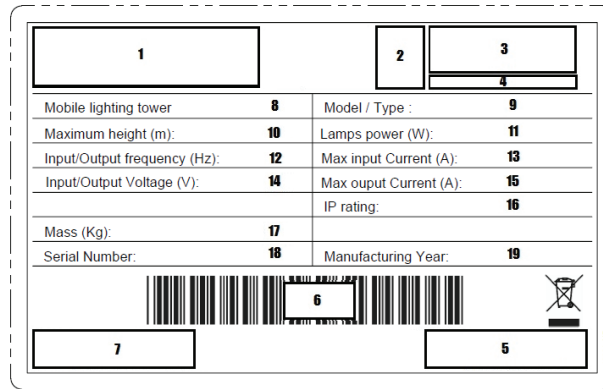 1
2
3
4
Mobile lighting tower 8 Model / Type : 9
Maximum height (m): 10 Lamps power (W): 11
Input/Output frequency (Hz): 12 Max input Current (A): 13
Input/Output Voltage (V): 14 Max ouput Current (A): 15
IP rating: 16
Mass (Kg): 17
Serial Number: 18 Manufacturing Year: 19
6
7
5